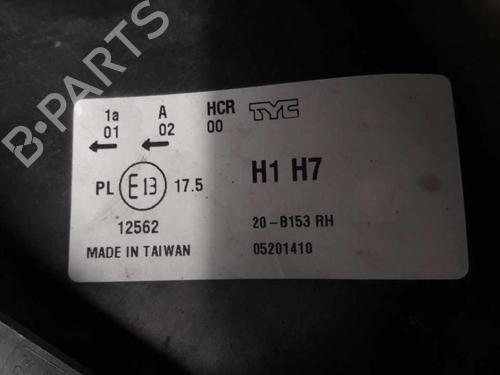 B-PARTS
1a A HCR TYC
01 02 00
PL E13 17.5 H1 H7
12562 20-B153 RH
MADE IN TAIWAN 05201410